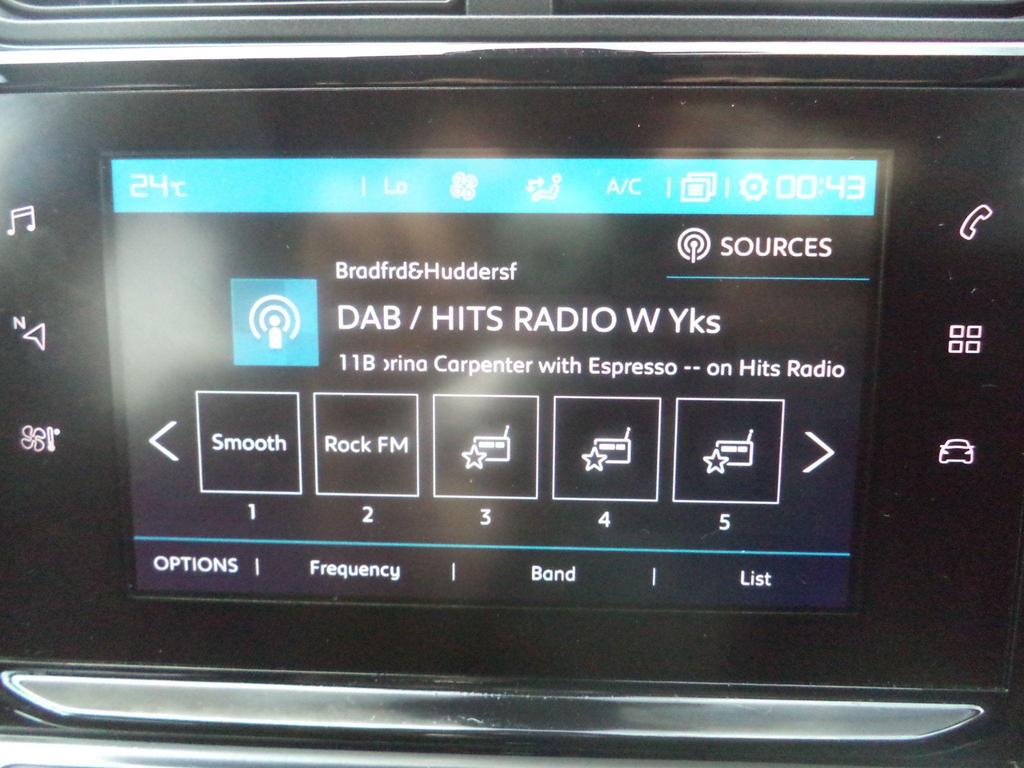 24°C | Lo A/C | | 00:43
SOURCES
Bradfrd&Huddersf
DAB / HITS RADIO W Yks
11B orina Carpenter with Espresso -- on Hits Radio
Smooth Rock FM
1 2 3 4 5
OPTIONS | Frequency | Band | List
N